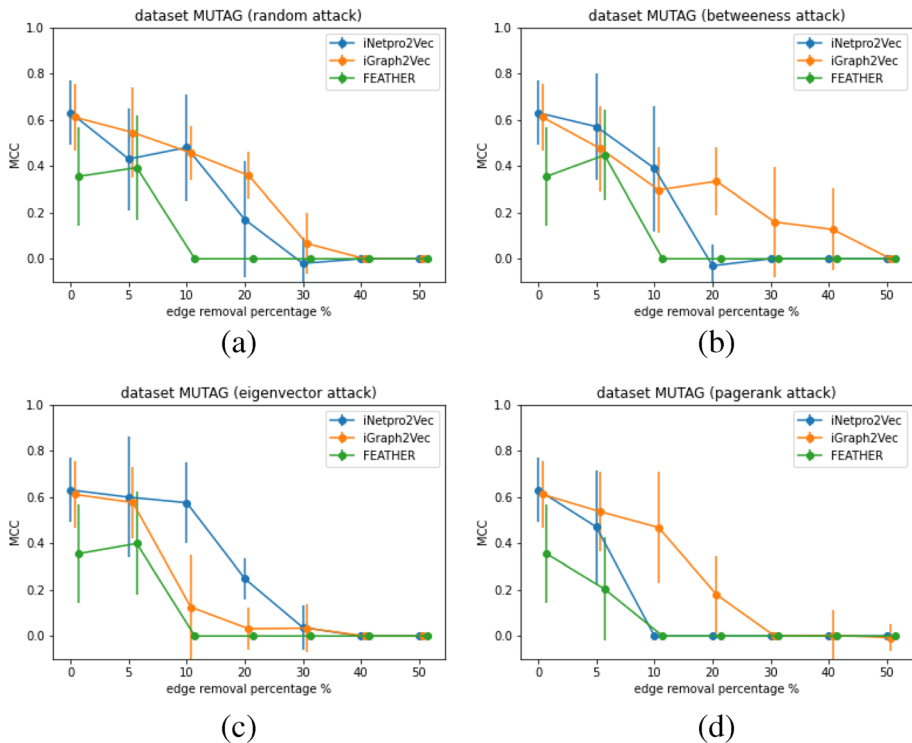 dataset MUTAG (random attack)
1.0
0.8
0.6
0.4
0.2
0.0
MCC
iNetpro2Vec
iGraph2Vec
FEATHER
0 5 10 20 30 40 50
edge removal percentage %
(a)
dataset MUTAG (betweeness attack)
1.0
0.8
0.6
0.4
0.2
0.0
MCC
iNetpro2Vec
iGraph2Vec
FEATHER
0 5 10 20 30 40 50
edge removal percentage %
(b)
dataset MUTAG (eigenvector attack)
1.0
0.8
0.6
0.4
0.2
0.0
MCC
iNetpro2Vec
iGraph2Vec
FEATHER
0 5 10 20 30 40 50
edge removal percentage %
(c)
dataset MUTAG (pagerank attack)
1.0
0.8
0.6
0.4
0.2
0.0
MCC
iNetpro2Vec
iGraph2Vec
FEATHER
0 5 10 20 30 40 50
edge removal percentage %
(d)